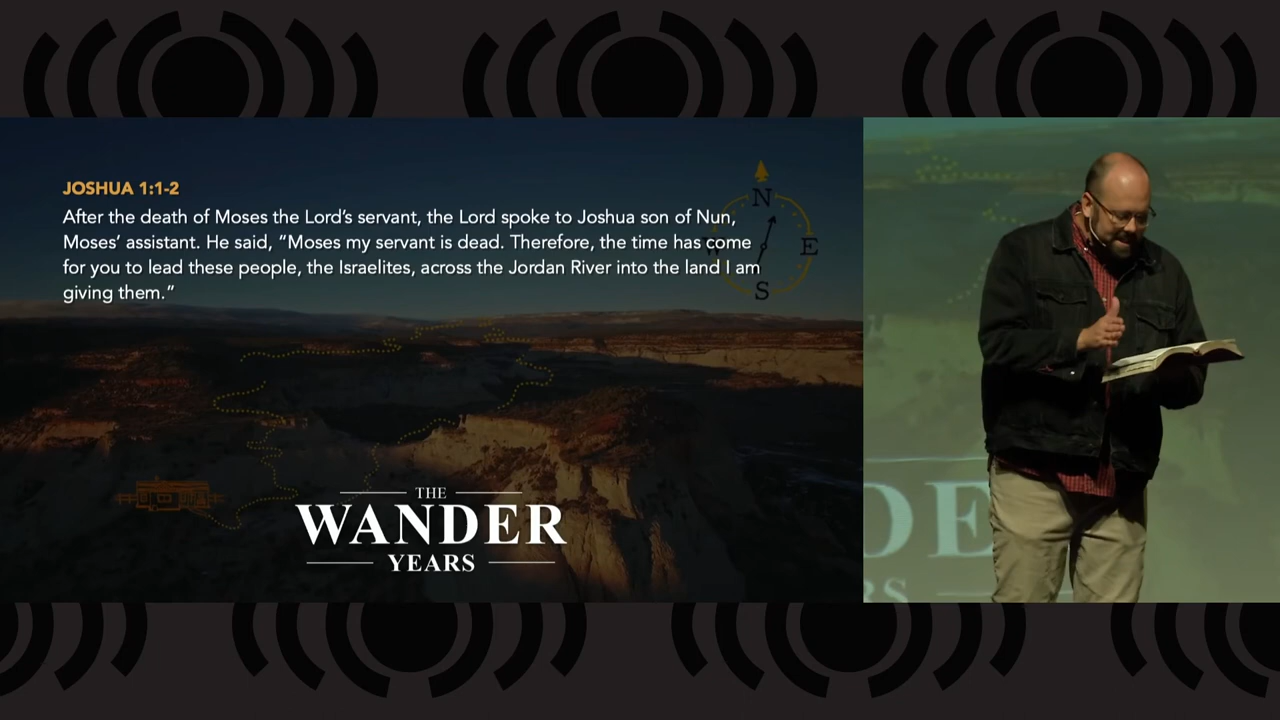 JOSHUA 1:1-2
After the death of Moses the Lord's servant, the Lord spoke to Joshua son of Nun,
Moses' assistant. He said, “Moses my servant is dead. Therefore, the time has come
for you to lead these people, the Israelites, across the Jordan River into the land I am
giving them.”
N
W
E
S
THE
WANDER
YEARS
DE
RS